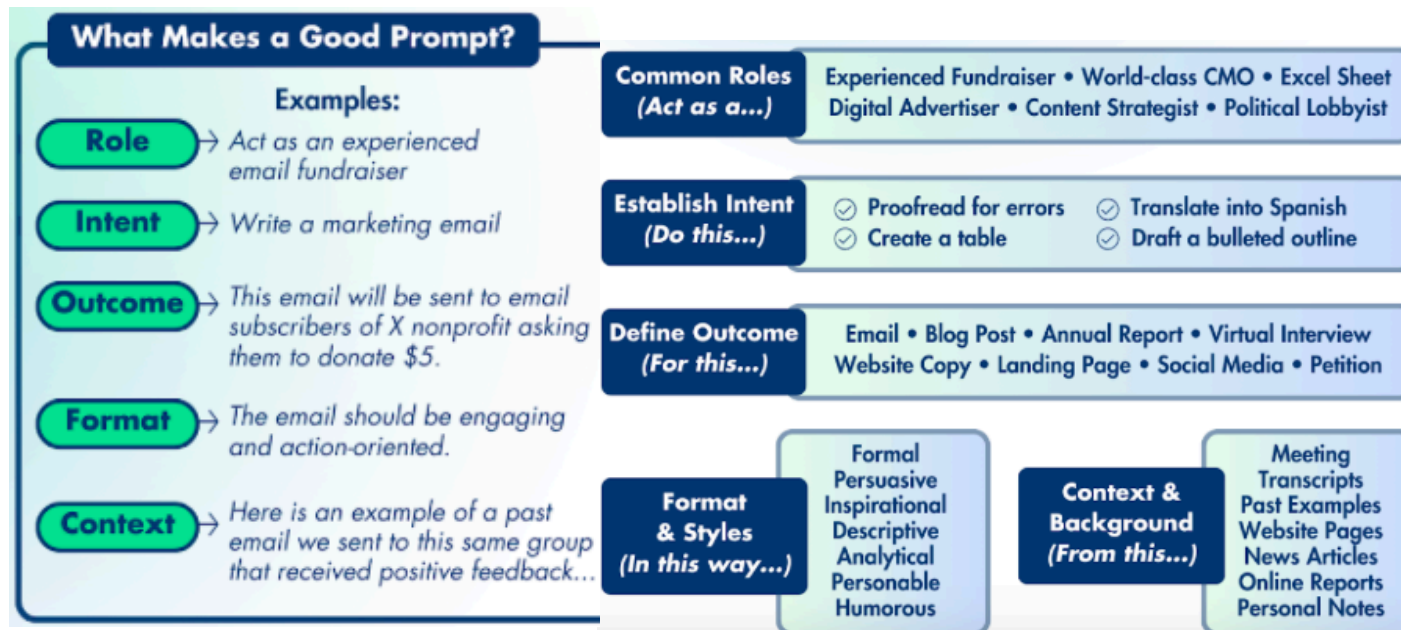 What Makes a Good Prompt?
Examples:
Role
Act as an experienced
email fundraiser
Intent
Write a marketing email
Outcome
This email will be sent to email
subscribers of X nonprofit asking
them to donate $5.
Format
The email should be engaging
and action-oriented.
Context
Here is an example of a past
email we sent to this same group
that received positive feedback...
Common Roles
(Act as a...)
Experienced Fundraiser • World-class CMO • Excel Sheet
Digital Advertiser • Content Strategist • Political Lobbyist
Establish Intent
(Do this...)
Proofread for errors
Translate into Spanish
Create a table
Draft a bulleted outline
Define Outcome
(For this...)
Email • Blog Post • Annual Report • Virtual Interview
Website Copy • Landing Page • Social Media • Petition
Format
& Styles
(In this way...)
Formal
Persuasive
Inspirational
Descriptive
Analytical
Personable
Humorous
Context &
Background
(From this...)
Meeting
Transcripts
Past Examples
Website Pages
News Articles
Online Reports
Personal Notes